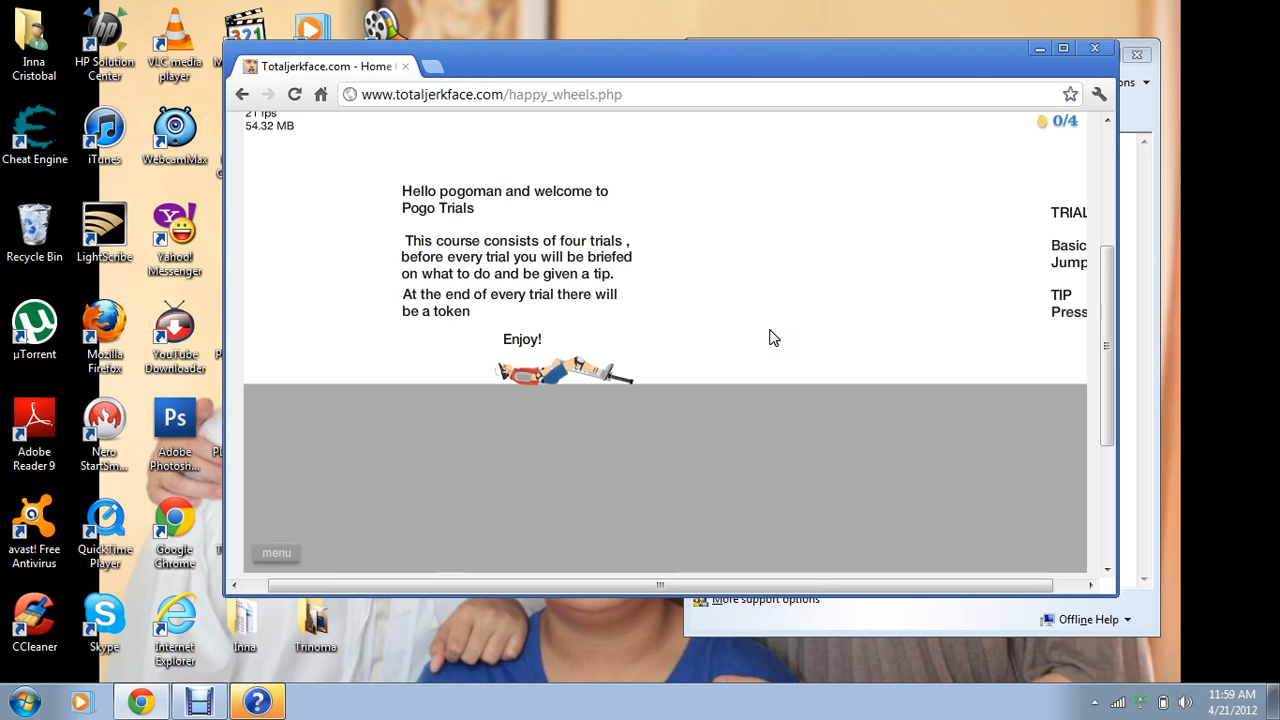 Inna
Cristobal
HP Solution
Center
VLC media
player
321
Cheat Engine
iTunes
WebcamMax
Recycle Bin
LightScribe
Yahoo!
Messenger
µTorrent
Mozilla
Firefox
YouTube
Downloader
Adobe
Reader 9
Nero
StartSm...
Ps
Adobe
Photosh...
avast! Free
Antivirus
QuickTime
Player
Google
Chrome
CCleaner
Skype
Internet
Explorer
Inna
Trinoma
Totaljerkface.com - Home
www.totaljerkface.com/happy_wheels.php
21 fps
54.32 MB
0/4
Hello pogoman and welcome to
Pogo Trials
This course consists of four trials ,
before every trial you will be briefed
on what to do and be given a tip.
At the end of every trial there will
be a token
Enjoy!
TRIAL
Basic
Jump
TIP
Press
menu
More support options
Offline Help
11:59 AM
4/21/2012